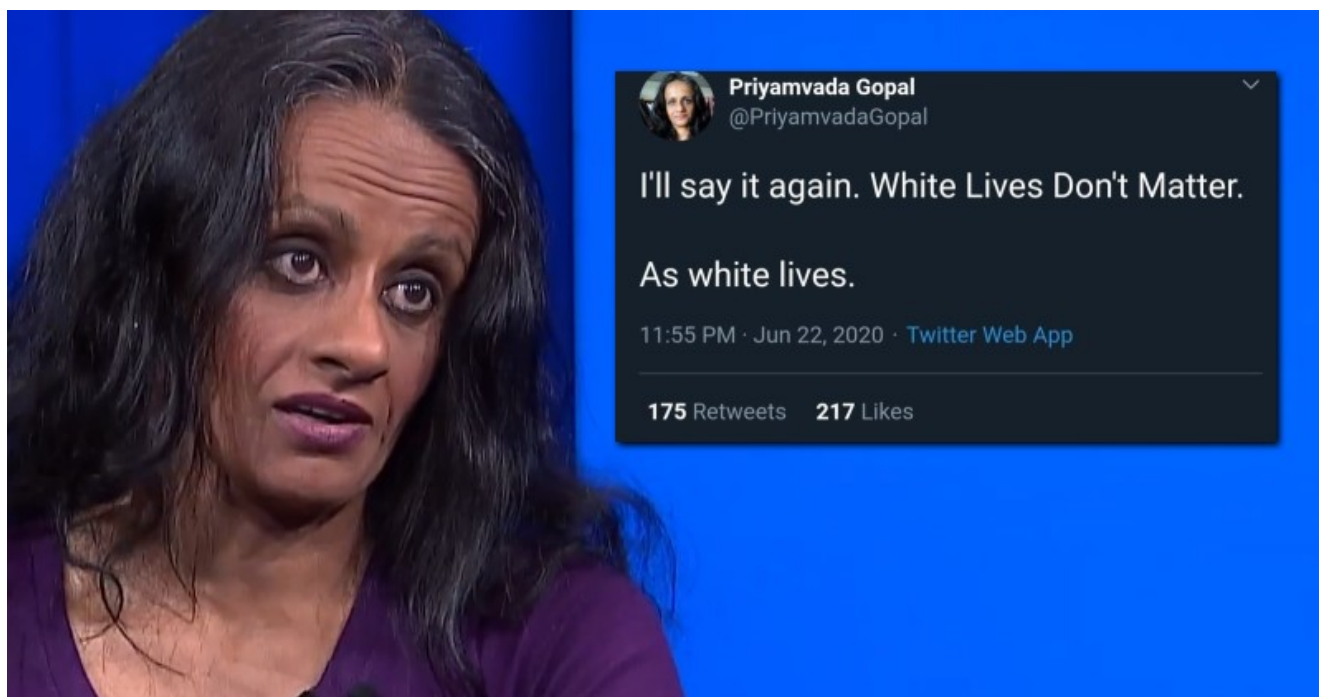 Priyamvada Gopal
@PriyamvadaGopal
I'll say it again. White Lives Don't Matter.
As white lives.
11:55 PM · Jun 22, 2020 · Twitter Web App
175 Retweets 217 Likes